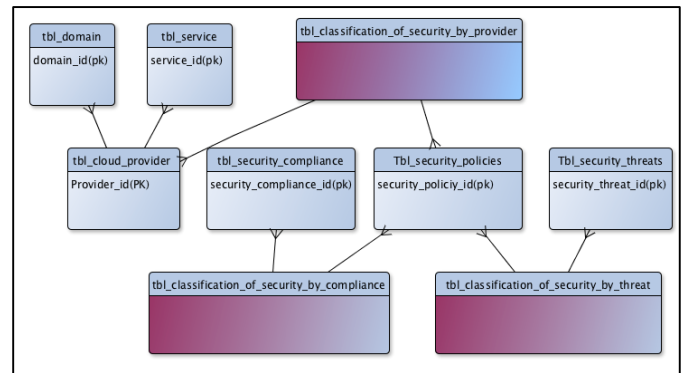 tbl_domain
domain_id(pk)
tbl_service
service_id(pk)
tbl_classification_of_security_by_provider
tbl_cloud_provider
Provider_id(PK)
tbl_security_compliance
security_compliance_id(pk)
Tbl_security_policies
security_policiy_id(pk)
Tbl_security_threats
security_threat_id(pk)
tbl_classification_of_security_by_compliance
tbl_classification_of_security_by_threat